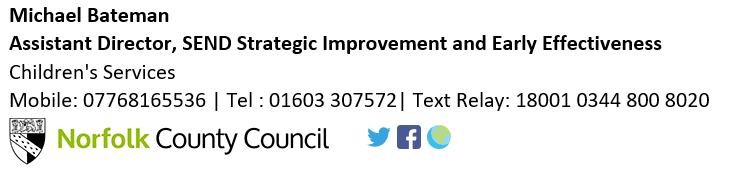 Michael Bateman
Assistant Director, SEND Strategic Improvement and Early Effectiveness
Children's Services
Mobile: 07768165536 | Tel : 01603 307572| Text Relay: 18001 0344 800 8020
Norfolk County Council